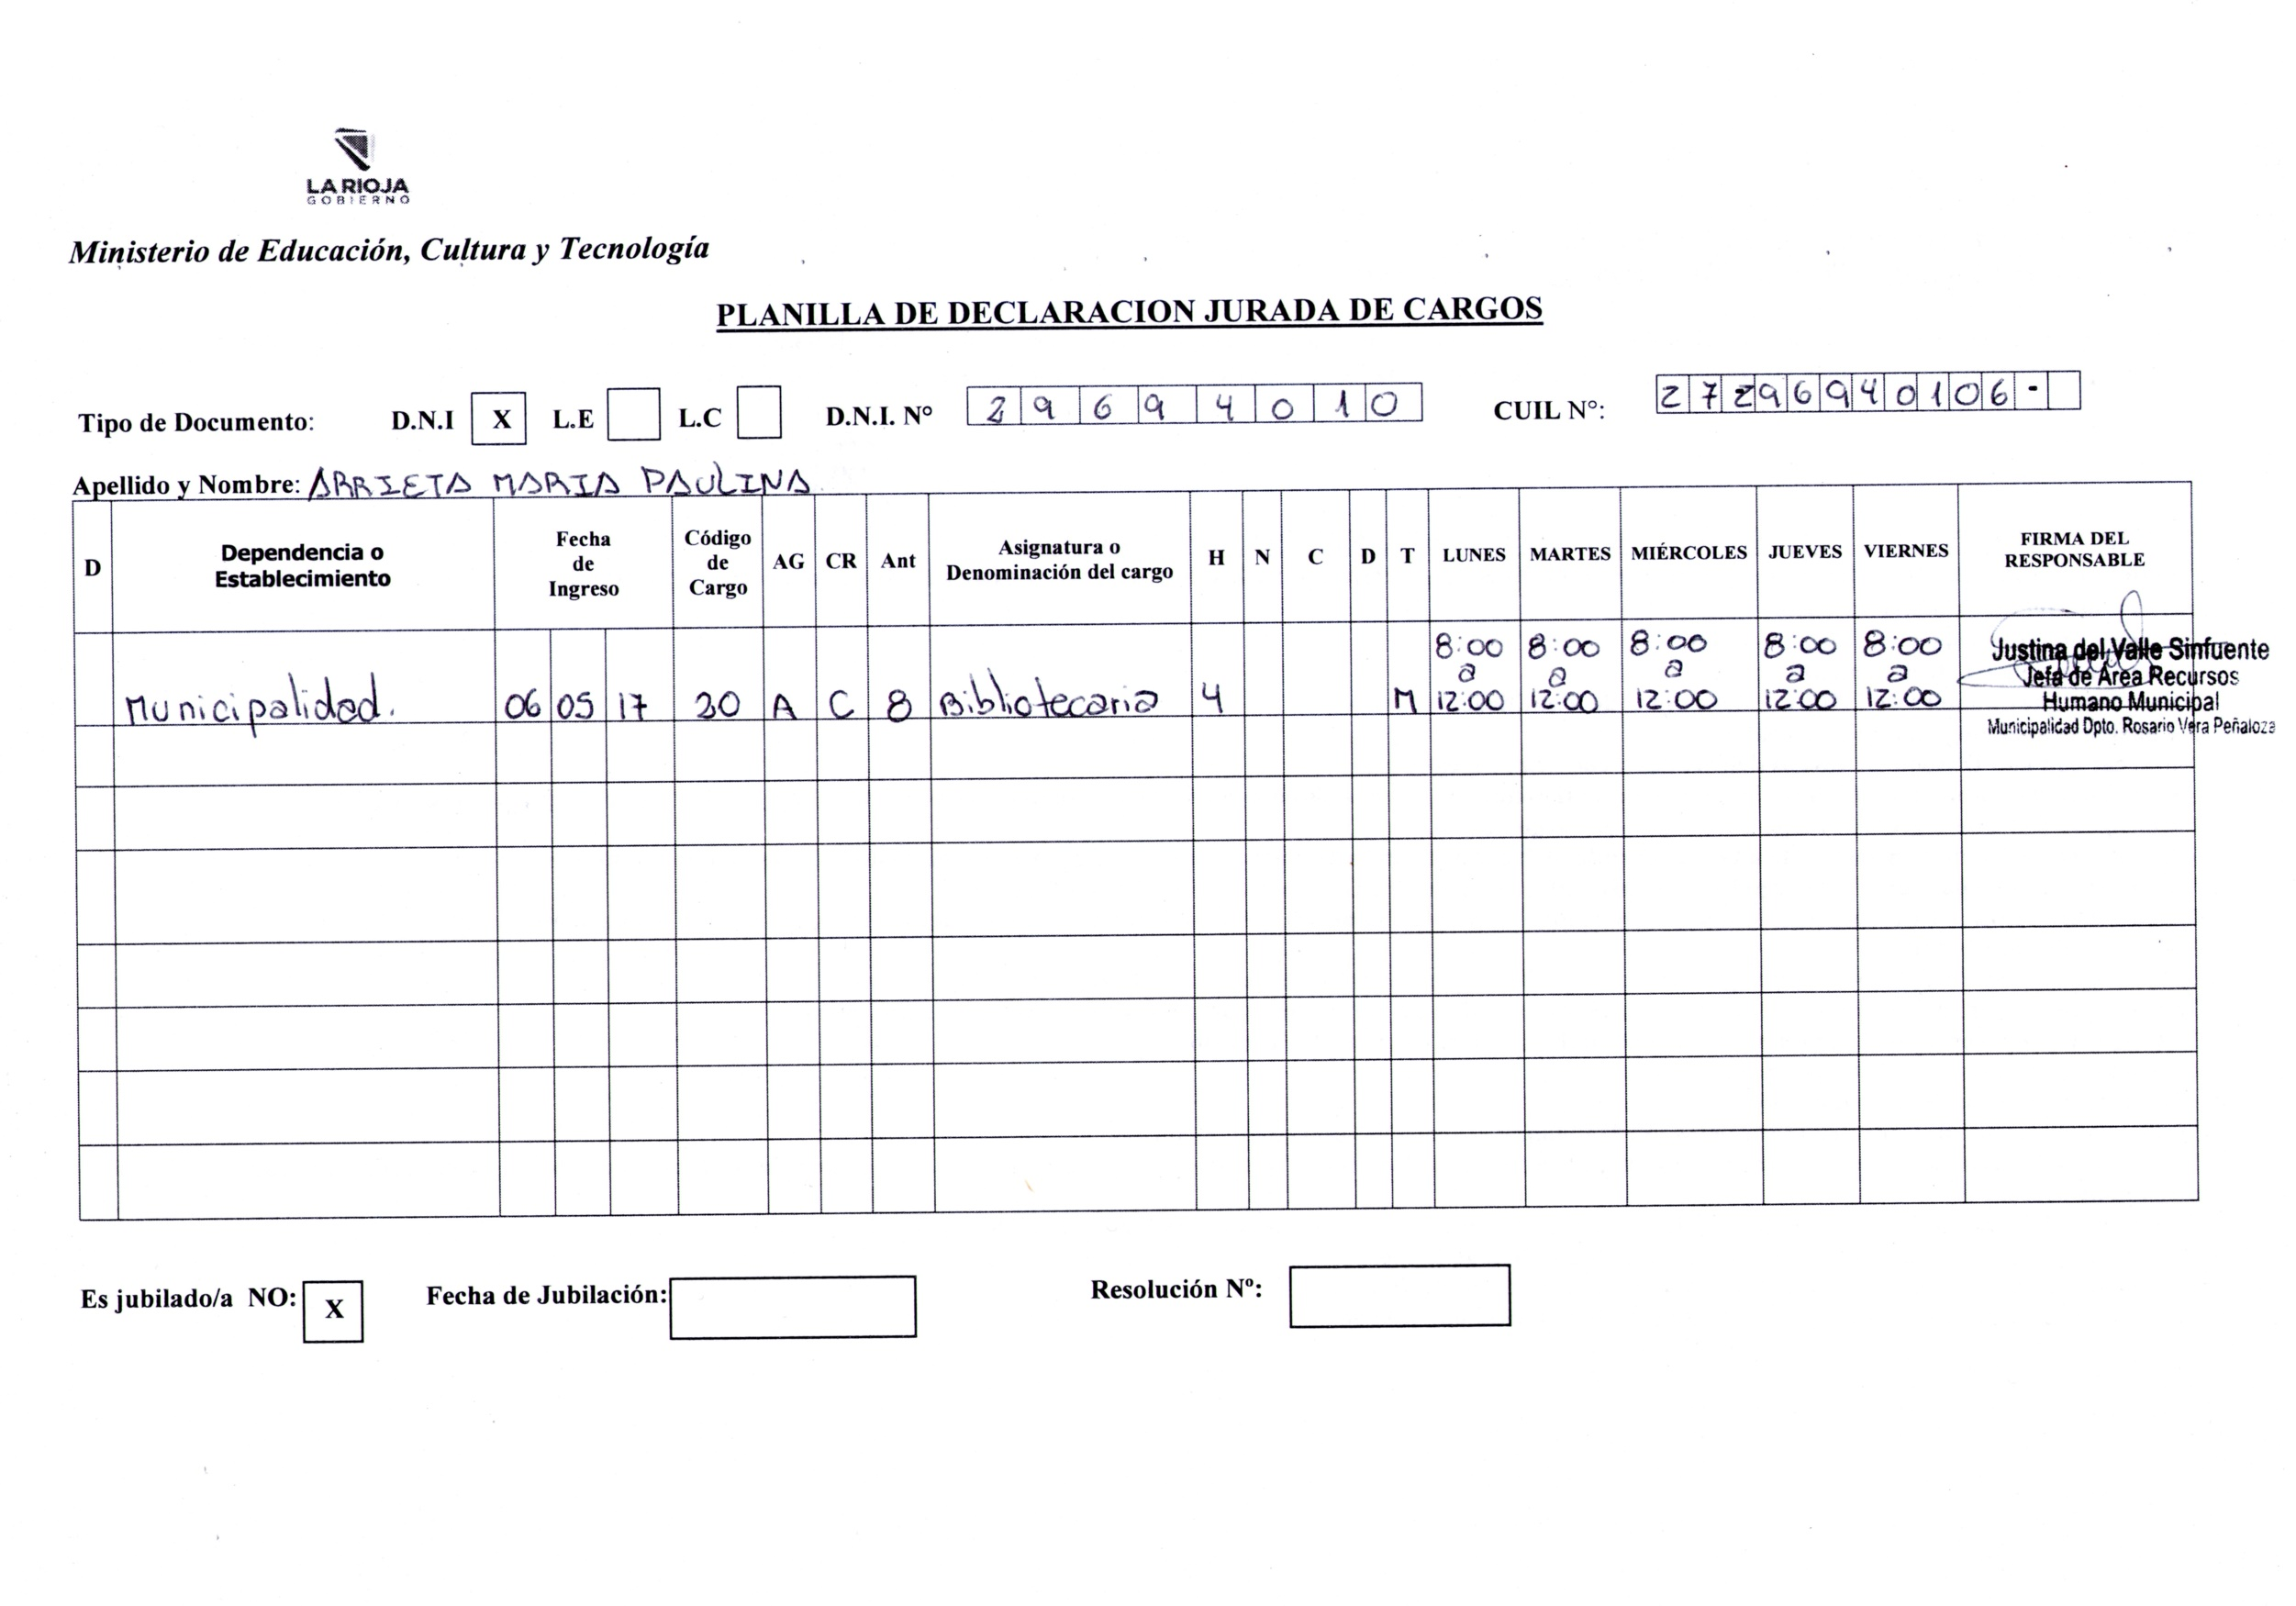 LA RIOJA
GOBIERNO
Ministerio de Educación, Cultura y Tecnología
PLANILLA DE DECLARACION JURADA DE CARGOS
Tipo de Documento: D.N.I X L.E L.C D.N.I. Nº 29694010 CUIL Nº: 27296940106-
Apellido y Nombre: ARRIETA MARIA PAULINA
D Dependencia o Establecimiento Fecha de Ingreso Código de Cargo AG CR Ant Asignatura o Denominación del cargo H N C D T LUNES MARTES MIÉRCOLES JUEVES VIERNES FIRMA DEL RESPONSABLE
Municipalidad. 06 05 17 30 A C 8 Bibliotecaria 4 M 8:00 a 12:00 8:00 a 12:00 8:00 a 12:00 8:00 a 12:00 8:00 a 12:00
Justina del Valle Sinfuente
Jefa de Area Recursos
Humano Municipal
Municipalidad Dpto. Rosario Vera Peñaloza
Es jubilado/a NO: X Fecha de Jubilación: Resolución Nº: